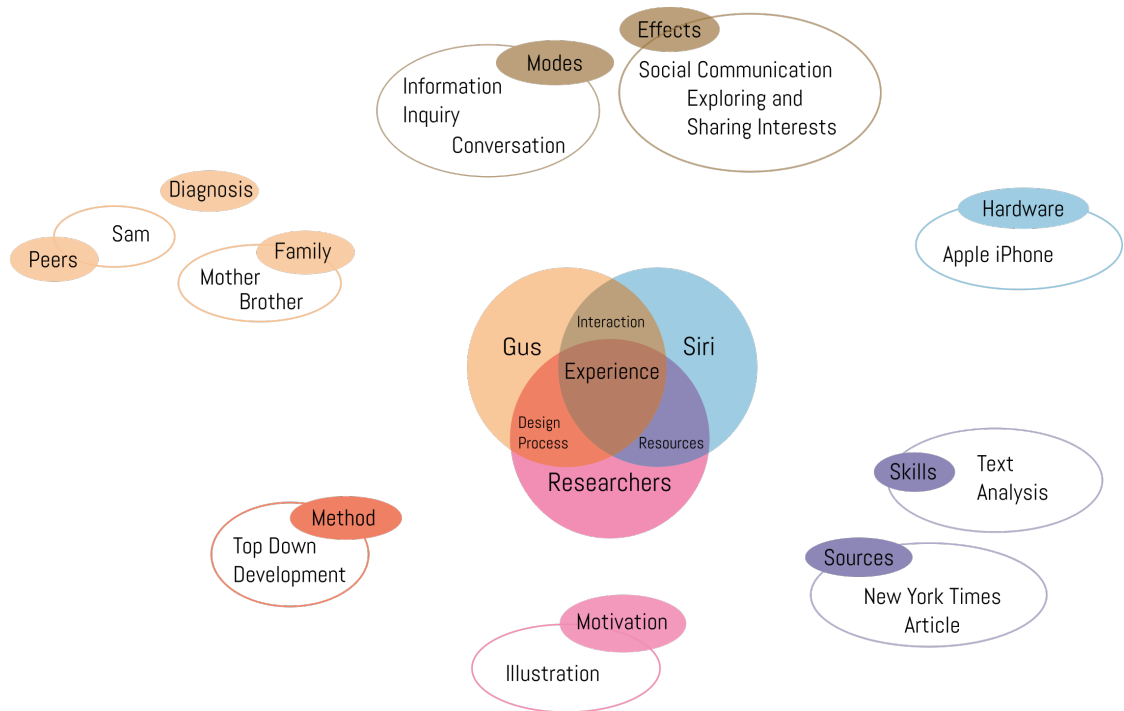 Effects
Modes
Social Communication
Exploring and
Sharing Interests
Information
Inquiry
Conversation
Diagnosis
Sam
Peers
Family
Mother
Brother
Hardware
Apple iPhone
Interaction
Gus
Siri
Experience
Design
Process
Resources
Researchers
Skills
Text
Analysis
Method
Top Down
Development
Sources
New York Times
Article
Motivation
Illustration